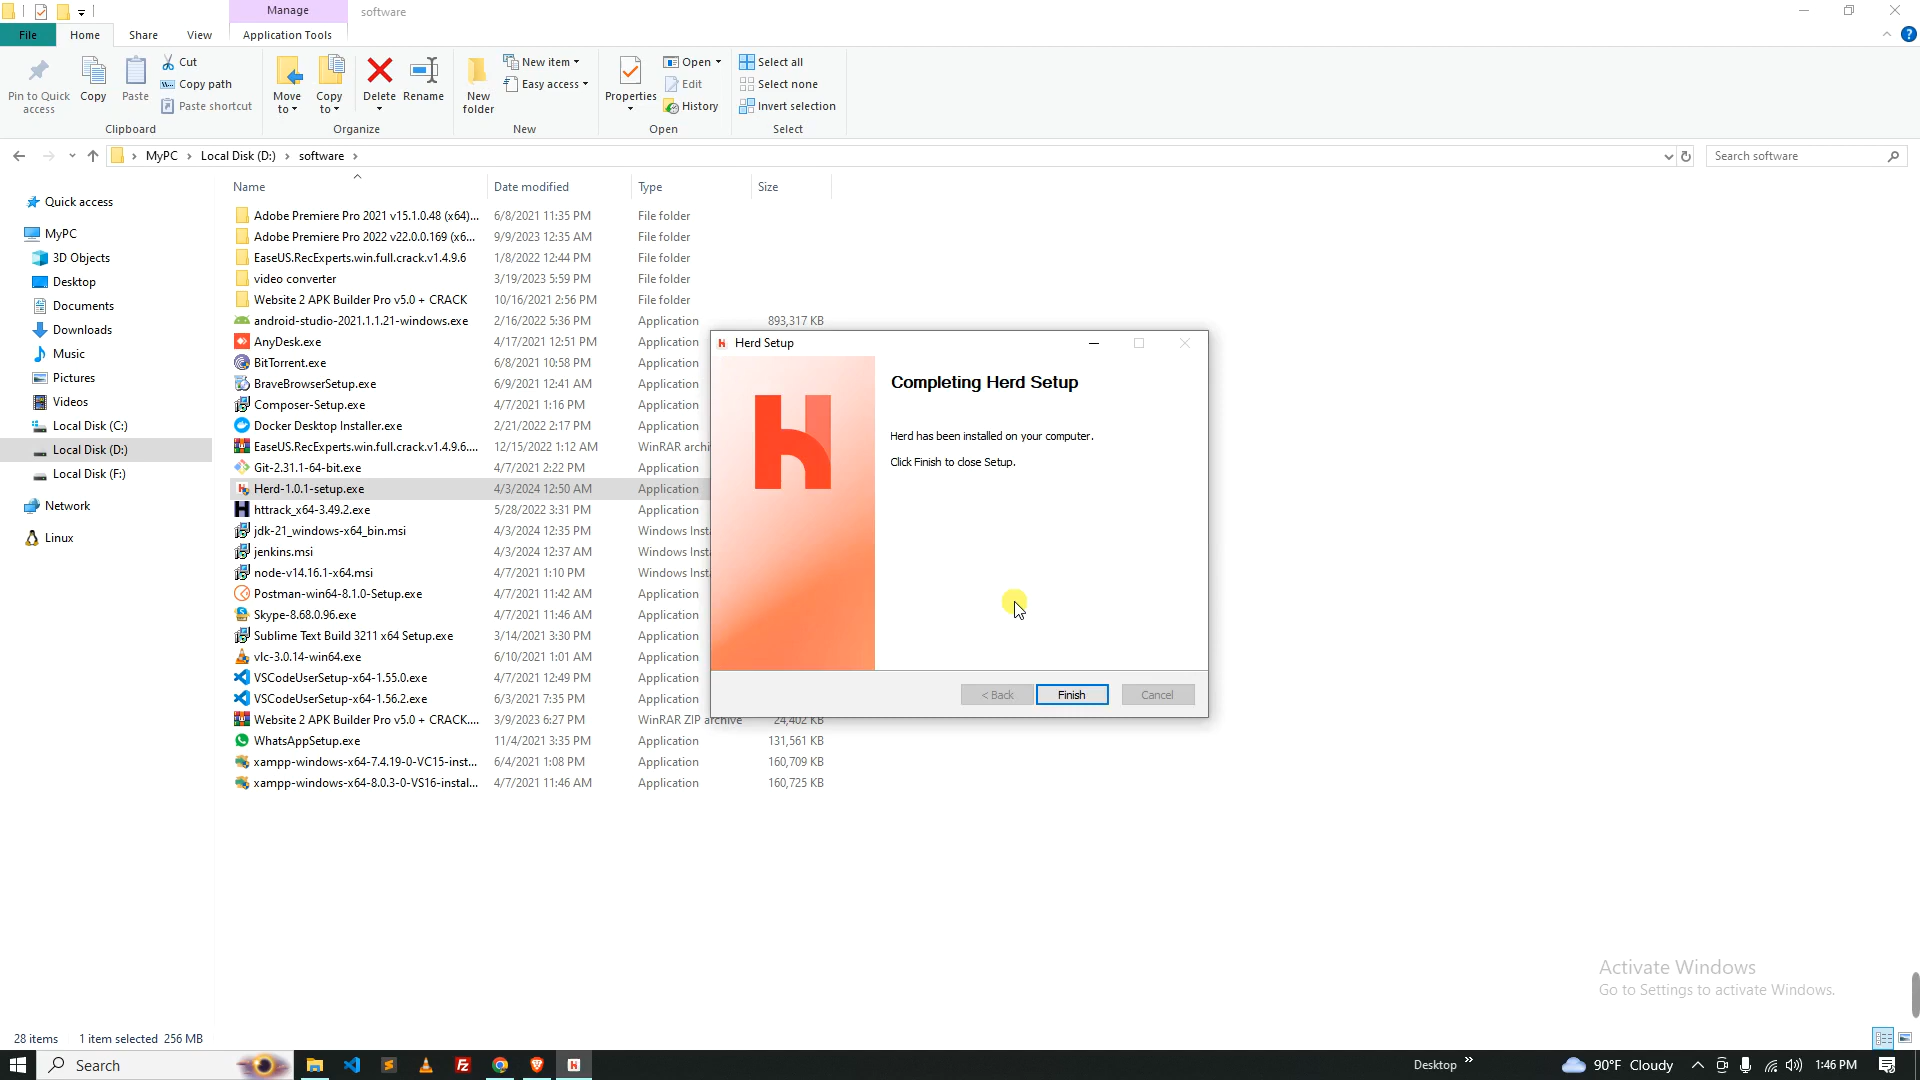 Manage
software
File
Home
Share
View
Application Tools
Pin to Quick access
Copy
Paste
Cut
Copy path
Paste shortcut
Clipboard
Move to
Copy to
Delete
Rename
Organize
New folder
New item
Easy access
New
Properties
Open
Edit
History
Open
Select all
Select none
Invert selection
Select
MyPC > Local Disk (D:) > software >
Search software
Quick access
MyPC
3D Objects
Desktop
Documents
Downloads
Music
Pictures
Videos
Local Disk (C:)
Local Disk (D:)
Local Disk (F:)
Network
Linux
Name Date modified Type Size
Adobe Premiere Pro 2021 v15.1.0.48 (x64)... 6/8/2021 11:35 PM File folder
Adobe Premiere Pro 2022 v22.0.0.169 (x6... 9/9/2023 12:35 AM File folder
EaseUS.RecExperts.win.full.crack.v1.4.9.6 1/8/2022 12:44 PM File folder
video converter 3/19/2023 5:59 PM File folder
Website 2 APK Builder Pro v5.0 + CRACK 10/16/2021 2:56 PM File folder
android-studio-2021.1.1.21-windows.exe 2/16/2022 5:36 PM Application 893,317 KB
AnyDesk.exe 4/17/2021 12:51 PM Application
BitTorrent.exe 6/8/2021 10:58 PM Application
BraveBrowserSetup.exe 6/9/2021 12:41 AM Application
Composer-Setup.exe 4/7/2021 1:16 PM Application
Docker Desktop Installer.exe 2/21/2022 2:17 PM Application
EaseUS.RecExperts.win.full.crack.v1.4.9.6.... 12/15/2022 1:12 AM WinRAR archi
Git-2.31.1-64-bit.exe 4/7/2021 2:22 PM Application
Herd-1.0.1-setup.exe 4/3/2024 12:50 AM Application
httrack_x64-3.49.2.exe 5/28/2022 3:31 PM Application
jdk-21_windows-x64_bin.msi 4/3/2024 12:35 PM Windows Inst
jenkins.msi 4/3/2024 12:37 AM Windows Inst
node-v14.16.1-x64.msi 4/7/2021 1:10 PM Windows Inst
Postman-win64-8.1.0-Setup.exe 4/7/2021 11:42 AM Application
Skype-8.68.0.96.exe 4/7/2021 11:46 AM Application
Sublime Text Build 3211 x64 Setup.exe 3/14/2021 3:30 PM Application
vlc-3.0.14-win64.exe 6/10/2021 1:01 AM Application
VSCodeUserSetup-x64-1.55.0.exe 4/7/2021 12:49 PM Application
VSCodeUserSetup-x64-1.56.2.exe 6/3/2021 7:35 PM Application
Website 2 APK Builder Pro v5.0 + CRACK.... 3/9/2023 6:27 PM WinRAR ZIP archive 24,402 KB
WhatsAppSetup.exe 11/4/2021 3:35 PM Application 131,561 KB
xampp-windows-x64-7.4.19-0-VC15-inst... 6/4/2021 1:08 PM Application 160,709 KB
xampp-windows-x64-8.0.3-0-VS16-instal... 4/7/2021 11:46 AM Application 160,725 KB
Herd Setup
Completing Herd Setup
Herd has been installed on your computer.
Click Finish to close Setup.
< Back
Finish
Cancel
Activate Windows
Go to Settings to activate Windows.
28 items 1 item selected 256 MB
Search
Desktop
90°F Cloudy
1:46 PM